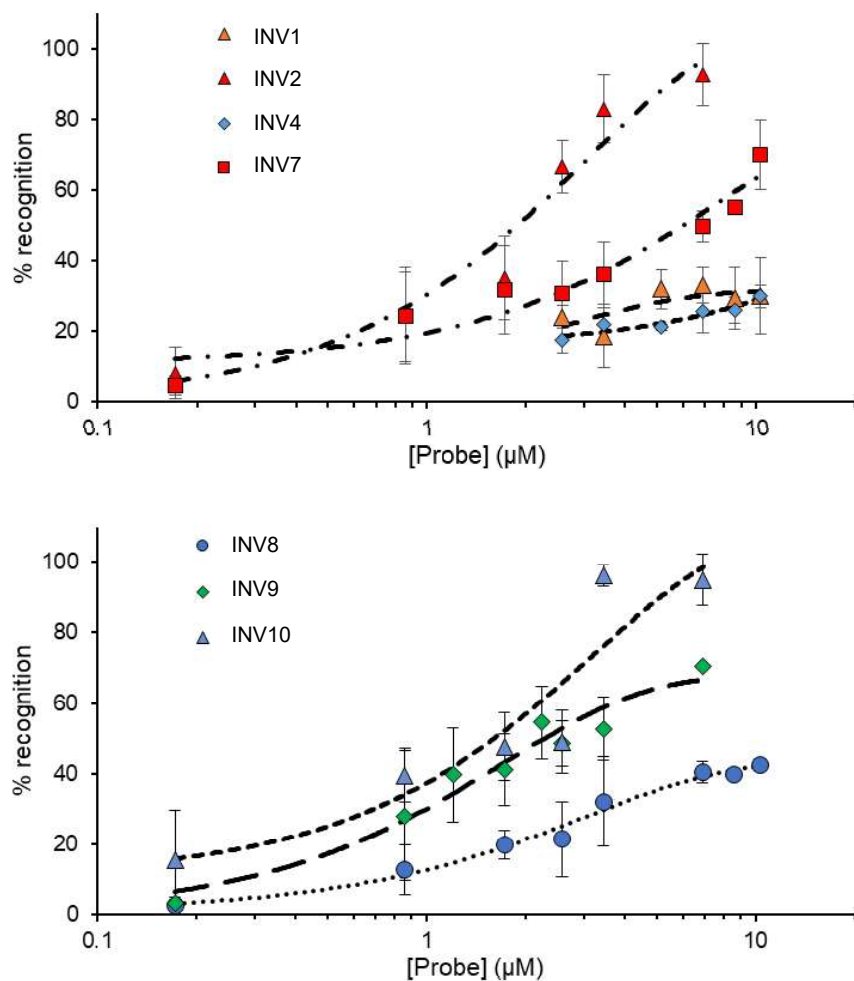 100
80
60
40
20
0
% recognition
INV1
INV2
INV4
INV7
0.1
1
10
[Probe] (μM)
100
80
60
40
20
0
% recognition
INV8
INV9
INV10
0.1
1
10
[Probe] (μM)